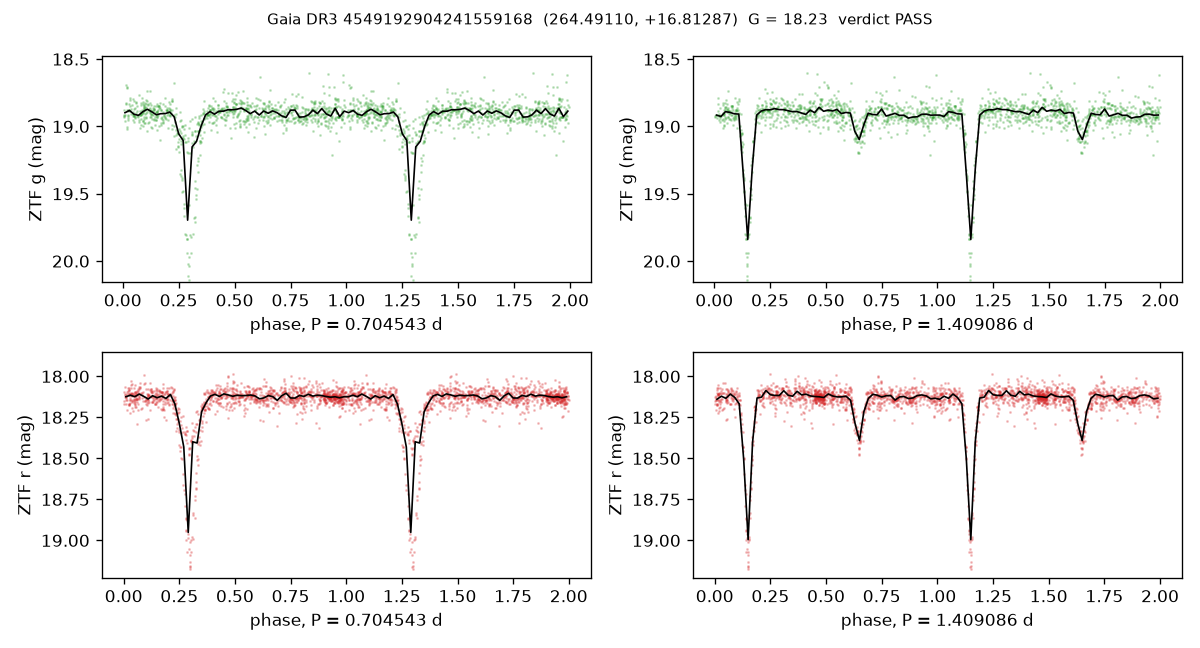 Gaia DR3 4549192904241559168  (264.49110, +16.81287)  G = 18.23  verdict PASS
ZTF g (mag)
18.5
19.0
19.5
20.0
0.00 0.25 0.50 0.75 1.00 1.25 1.50 1.75 2.00
phase, P = 0.704543 d
ZTF g (mag)
18.5
19.0
19.5
20.0
0.00 0.25 0.50 0.75 1.00 1.25 1.50 1.75 2.00
phase, P = 1.409086 d
ZTF r (mag)
18.00
18.25
18.50
18.75
19.00
0.00 0.25 0.50 0.75 1.00 1.25 1.50 1.75 2.00
phase, P = 0.704543 d
ZTF r (mag)
18.00
18.25
18.50
18.75
19.00
0.00 0.25 0.50 0.75 1.00 1.25 1.50 1.75 2.00
phase, P = 1.409086 d